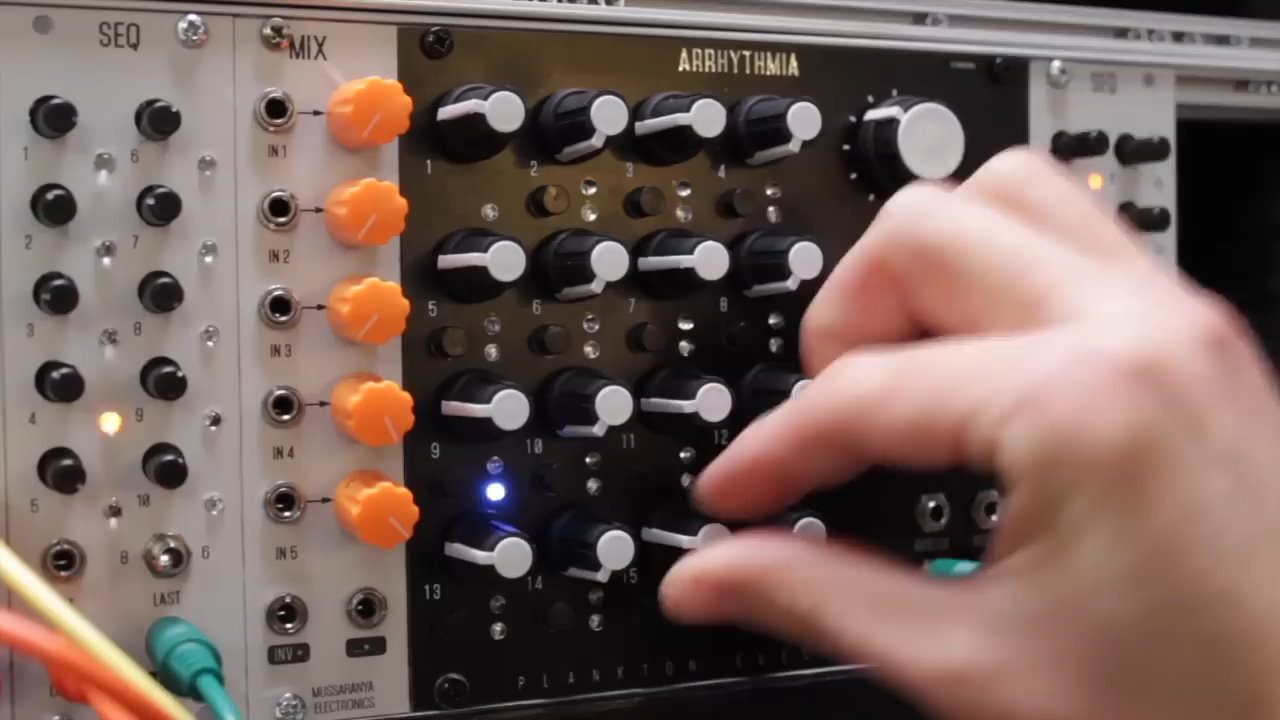 SEQ
1
6
2
7
3
8
4
9
5
10
8
6
LAST
MIX
IN 1
IN 2
IN 3
IN 4
IN 5
INV +
- +
MUSSARANYA
ELECTRONICS
ARRHYTHMIA
1
2
3
4
5
6
7
8
9
10
11
12
13
14
15
PLANKTON
SEQ